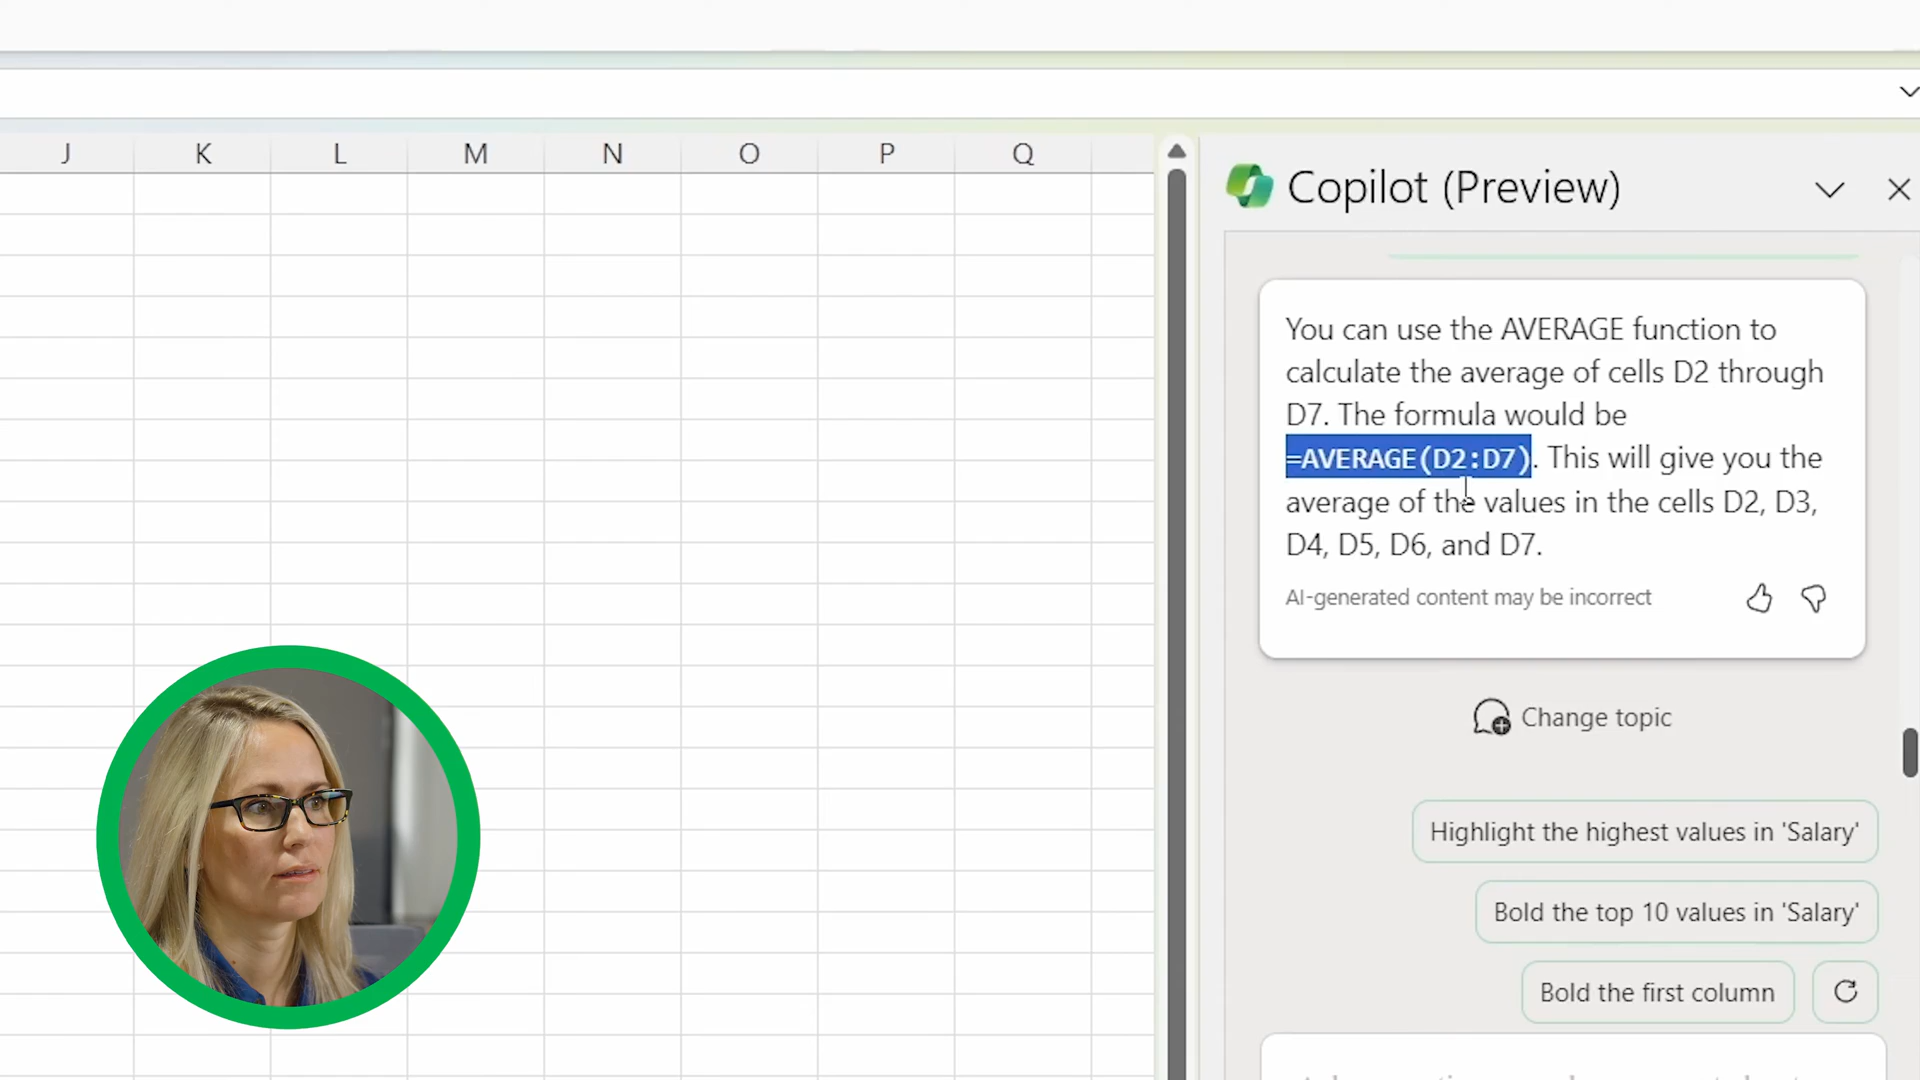 J K L M N O P Q
Copilot (Preview)
You can use the AVERAGE function to
calculate the average of cells D2 through
D7. The formula would be
=AVERAGE(D2:D7). This will give you the
average of the values in the cells D2, D3,
D4, D5, D6, and D7.
AI-generated content may be incorrect
Change topic
Highlight the highest values in 'Salary'
Bold the top 10 values in 'Salary'
Bold the first column